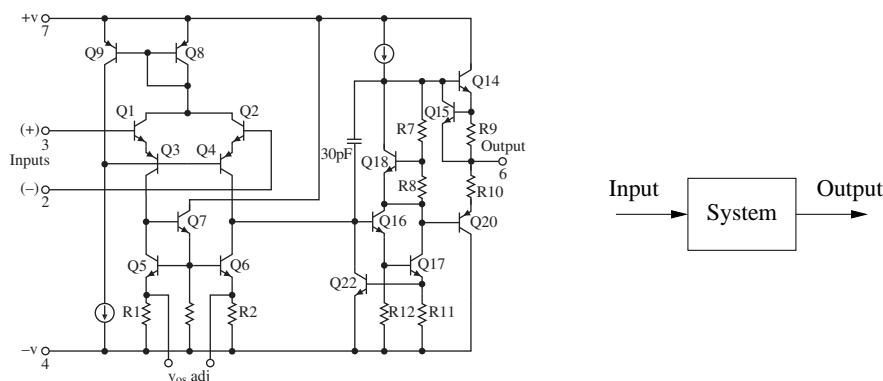 +v
7
Q9
Q8
Q14
Q1
Q2
Q15
(+)
3
R7
R9
Output
6
Inputs
Q3
Q4
30pF
Q18
(−)
2
R8
R10
Q7
Q16
Q20
Q5
Q6
Q17
Q22
R1
R2
R12
R11
−v
4
v_os adj
Input
Output
System